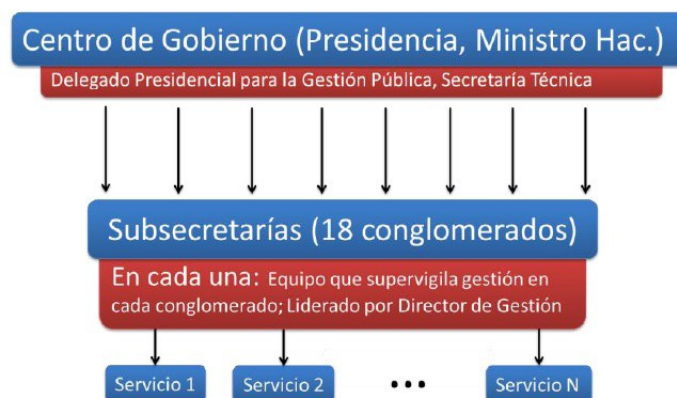 Centro de Gobierno (Presidencia, Ministro Hac.)
Delegado Presidencial para la Gestión Pública, Secretaría Técnica
Subsecretarías (18 conglomerados)
En cada una: Equipo que supervigila gestión en
cada conglomerado; Liderado por Director de Gestión
Servicio 1
Servicio 2
...
Servicio N